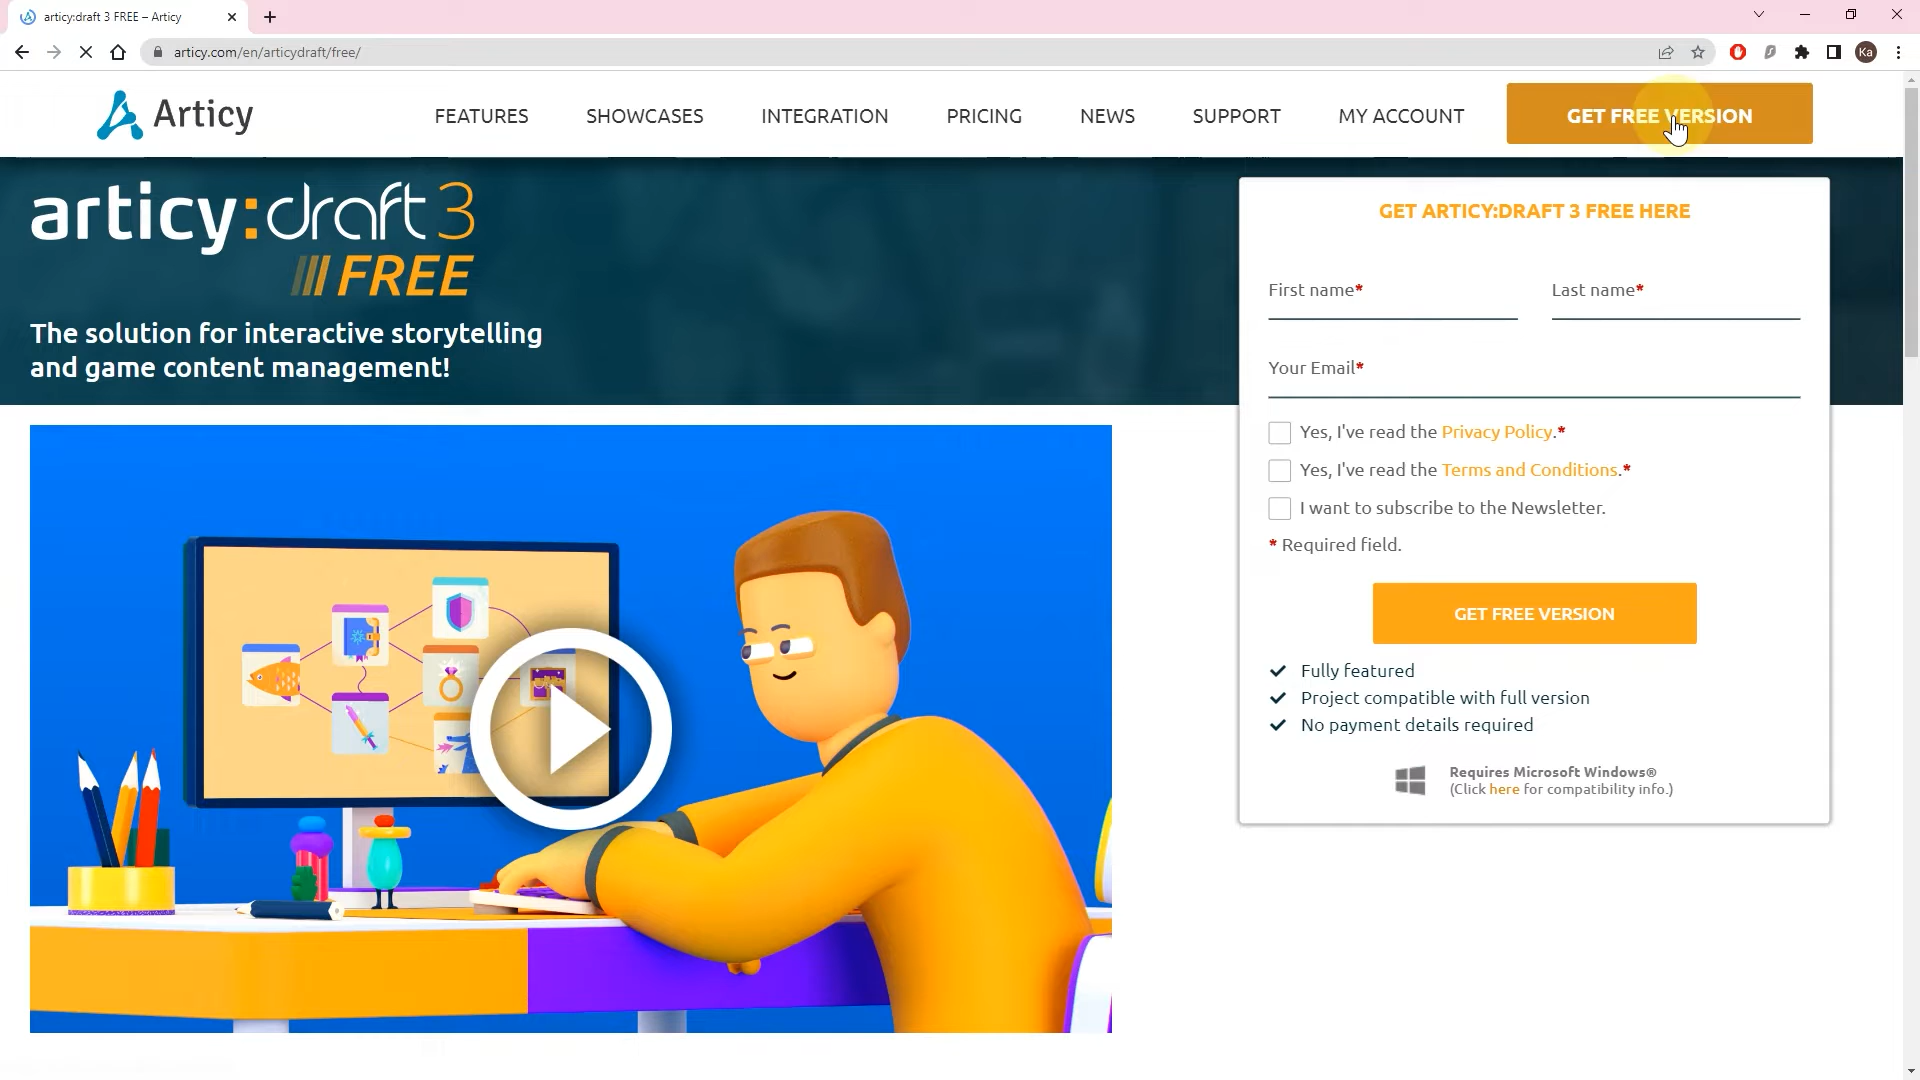 articy:draft 3 FREE – Articy
articy.com/en/articydraft/free/
Ka
Articy
FEATURES
SHOWCASES
INTEGRATION
PRICING
NEWS
SUPPORT
MY ACCOUNT
GET FREE VERSION
articy:draft 3
FREE
The solution for interactive storytelling
and game content management!
GET ARTICY:DRAFT 3 FREE HERE
First name*
Last name*
Your Email*
Yes, I've read the Privacy Policy.*
Yes, I've read the Terms and Conditions.*
I want to subscribe to the Newsletter.
* Required field.
GET FREE VERSION
Fully featured
Project compatible with full version
No payment details required
Requires Microsoft Windows®
(Click here for compatibility info.)